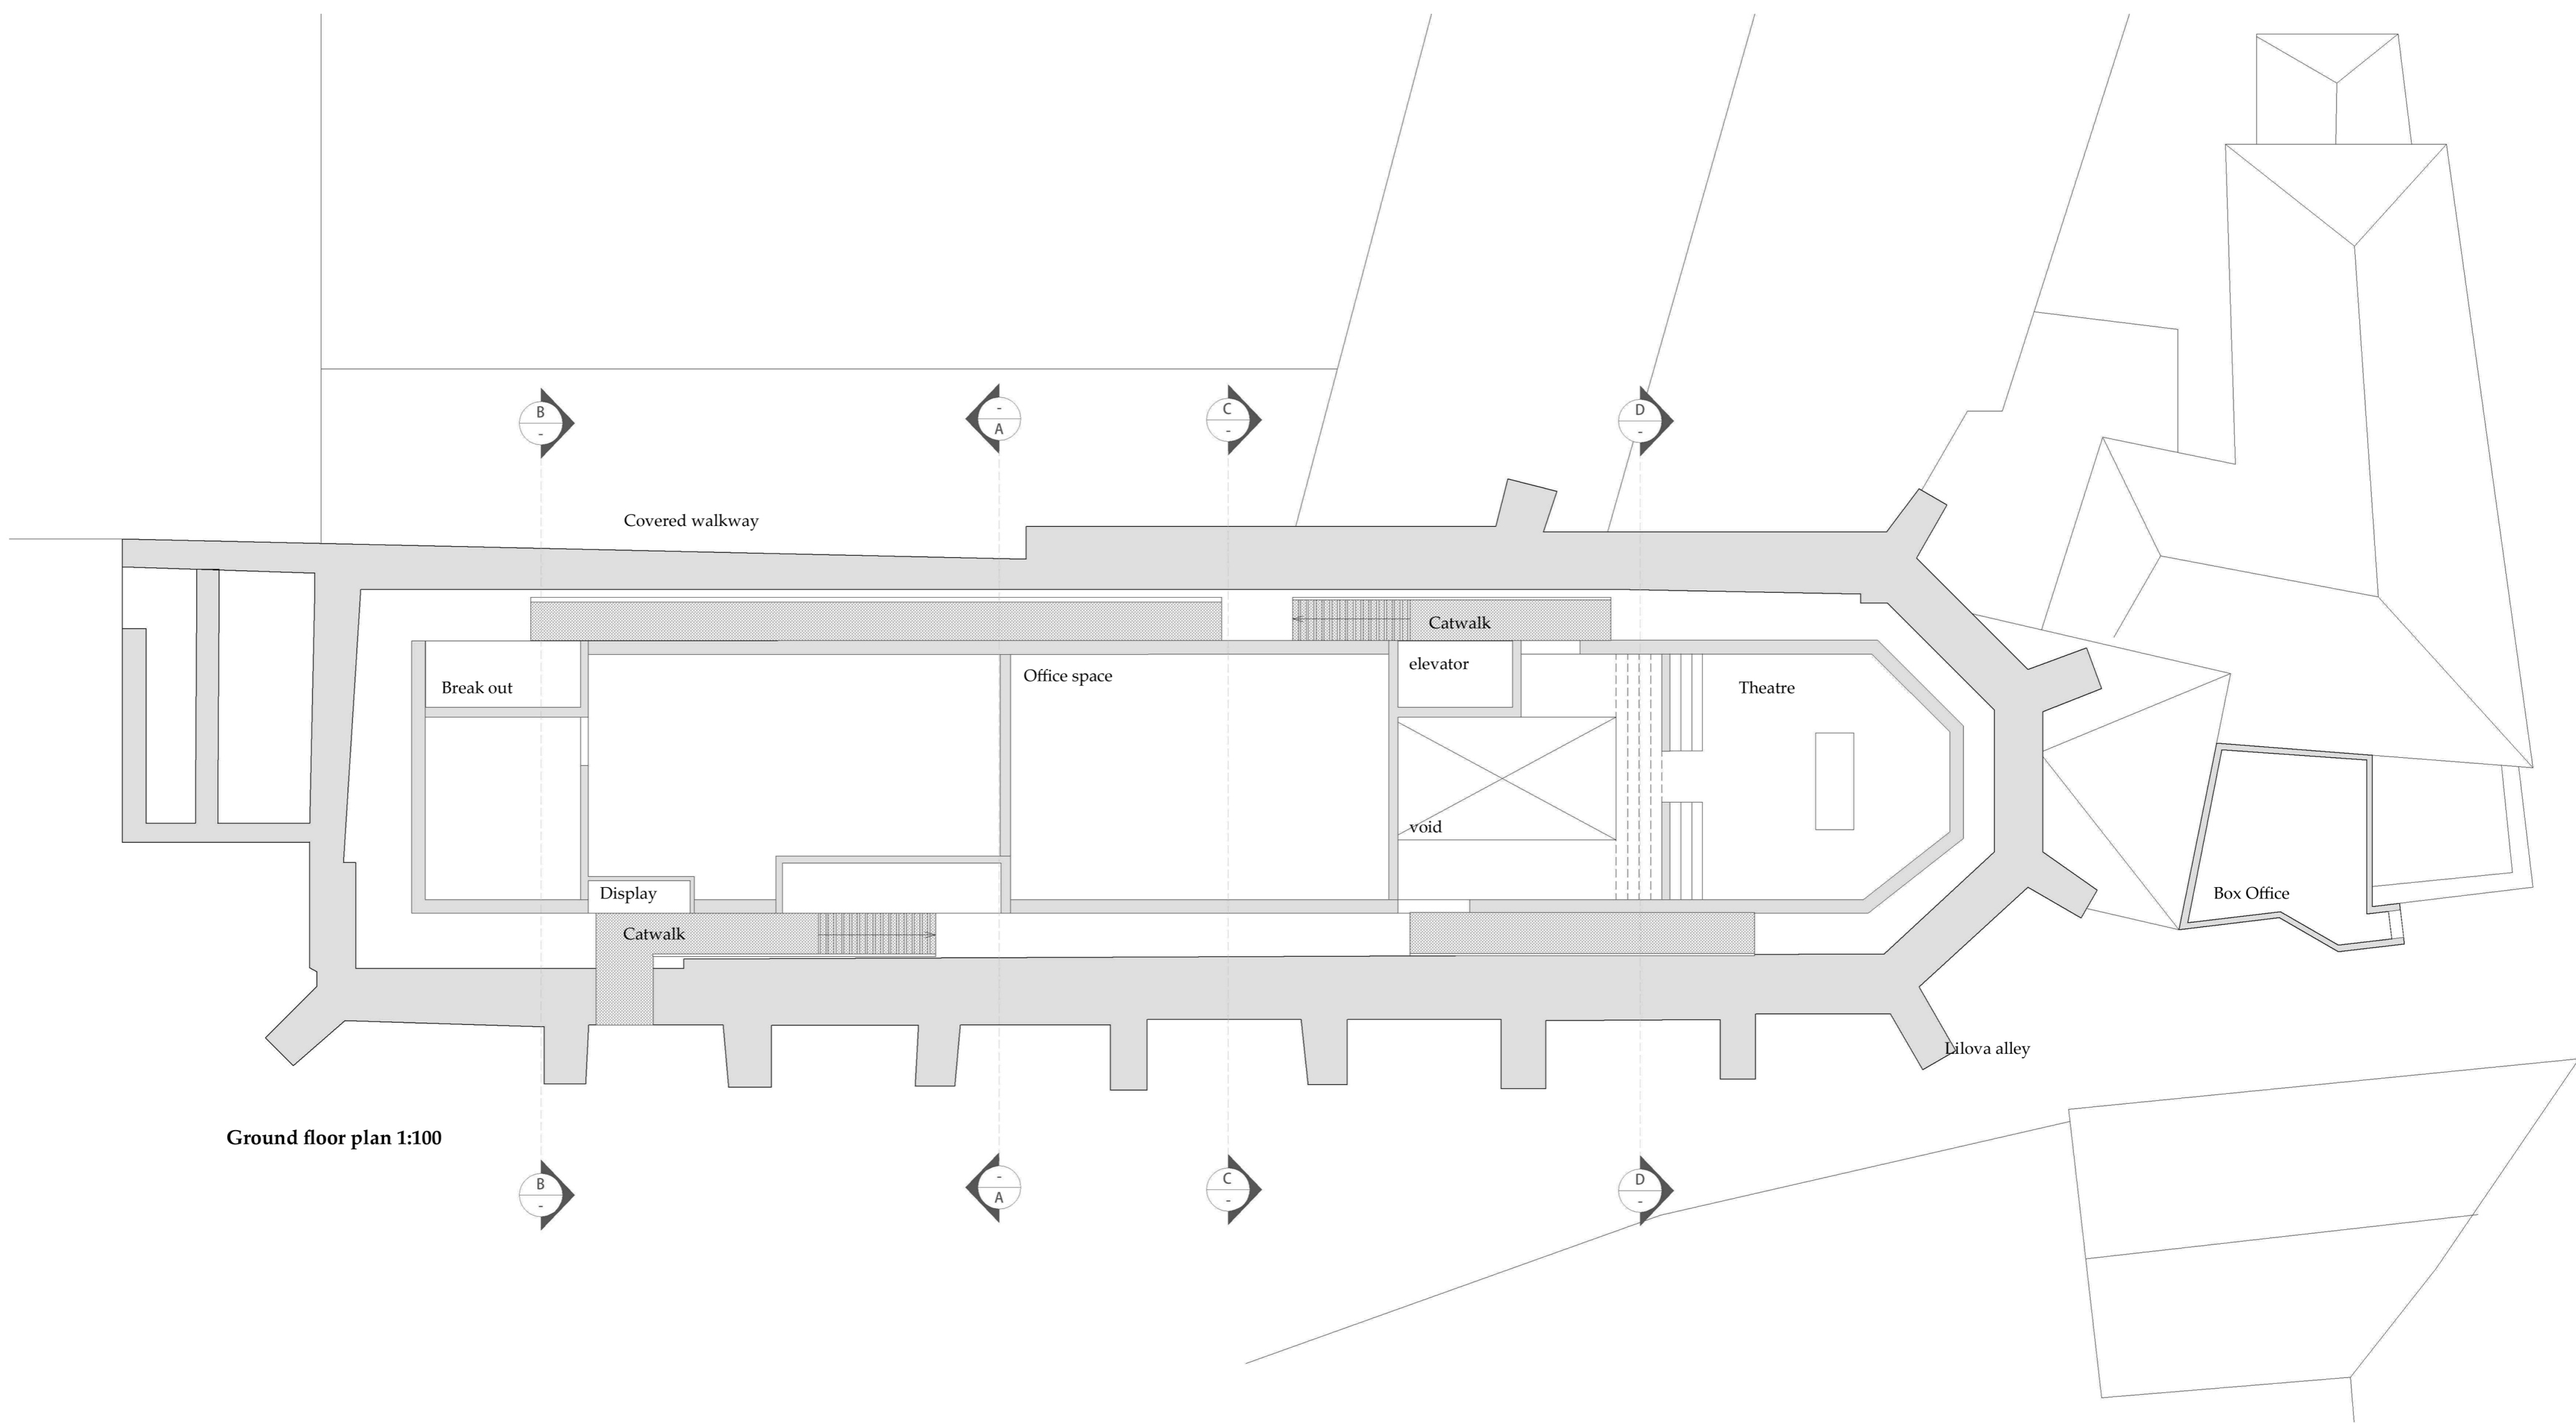 B
-
-
A
C
-
D
-
Covered walkway
Catwalk
elevator
Office space
Break out
Theatre
void
Display
Box Office
Catwalk
Lilova alley
Ground floor plan 1:100
B
-
-
A
C
-
D
-